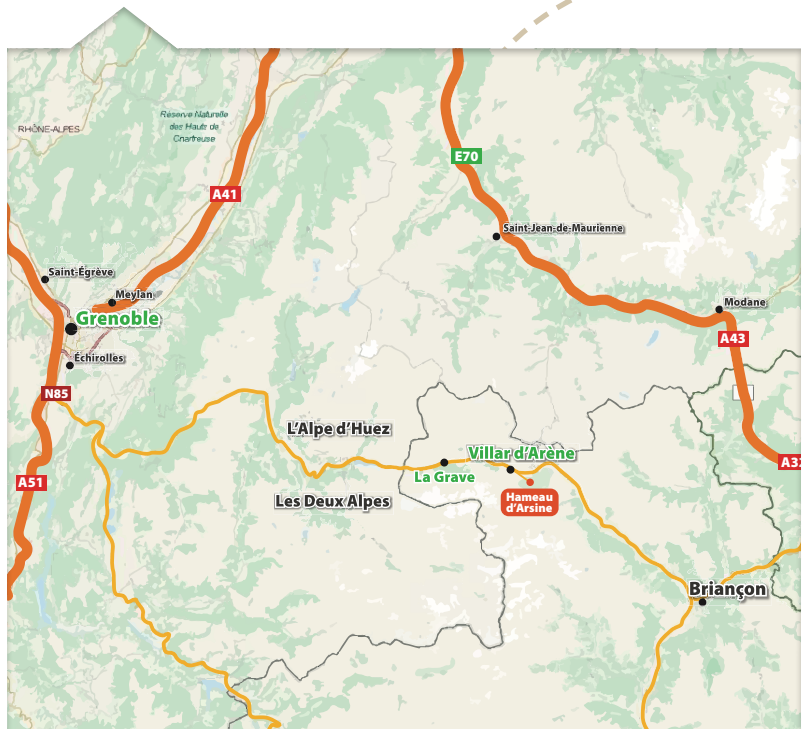 Réserve Naturelle
des Hauts de
Chartreuse
RHÔNE-ALPES
E70
A41
Saint-Jean-de-Maurienne
Saint-Égrève
Meylan
Modane
Grenoble
A43
Échirolles
N85
L'Alpe d'Huez
Villar d'Arène
A32
La Grave
A51
Les Deux Alpes
Hameau
d'Arsine
Briançon